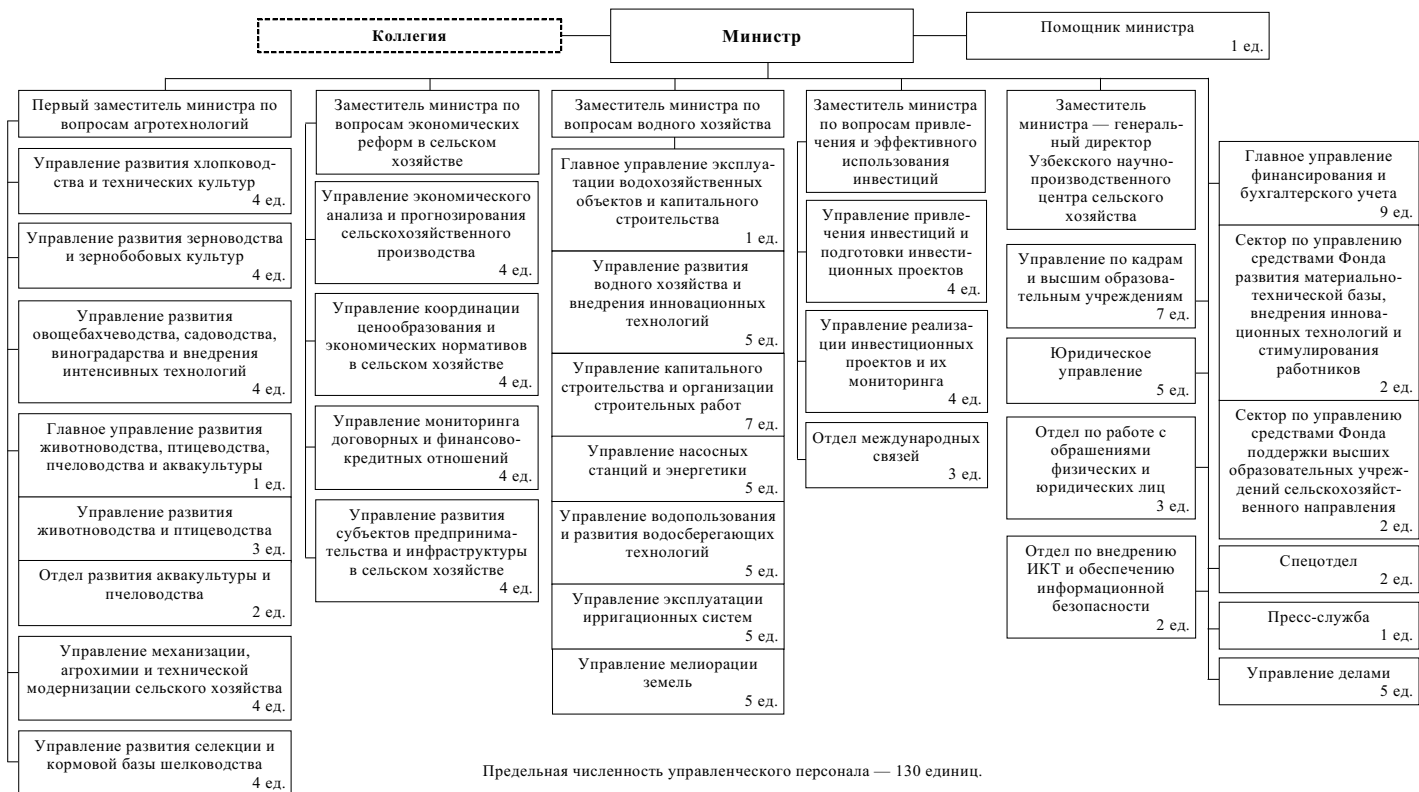 Коллегия
Министр
Помощник министра
1 ед.
Первый заместитель министра по
вопросам агротехнологий
Управление развития хлопковод-
ства и технических культур
4 ед.
Управление развития зерноводства
и зернобобовых культур
4 ед.
Управление развития
овощебахчеводства, садоводства,
виноградарства и внедрения
интенсивных технологий
4 ед.
Главное управление развития
животноводства, птицеводства,
пчеловодства и аквакультуры
1 ед.
Управление развития
животноводства и птицеводства
3 ед.
Отдел развития аквакультуры и
пчеловодства
2 ед.
Управление механизации,
агрохимии и технической
модернизации сельского хозяйства
4 ед.
Управление развития селекции и
кормовой базы шелководства
4 ед.
Заместитель министра по
вопросам экономических
реформ в сельском
хозяйстве
Управление экономического
анализа и прогнозирования
сельскохозяйственного
производства
4 ед.
Управление координации
ценообразования и
экономических нормативов
в сельском хозяйстве
4 ед.
Управление мониторинга
договорных и финансово-
кредитных отношений
4 ед.
Управление развития
субъектов предпринима-
тельства и инфраструктуры
в сельском хозяйстве
4 ед.
Заместитель министра по
вопросам водного хозяйства
Главное управление эксплуа-
тации водохозяйственных
объектов и капитального
строительства
1 ед.
Управление развития
водного хозяйства и
внедрения инновационных
технологий
5 ед.
Управление капитального
строительства и организации
строительных работ
7 ед.
Управление насосных
станций и энергетики
5 ед.
Управление водопользования
и развития водосберегающих
технологий
5 ед.
Управление эксплуатации
ирригационных систем
5 ед.
Управление мелиорации
земель
5 ед.
Заместитель министра
по вопросам привле-
чения и эффективного
использования
инвестиций
Управление привле-
чения инвестиций и
подготовки инвести-
ционных проектов
4 ед.
Управление реализа-
ции инвестиционных
проектов и их
мониторинга
4 ед.
Отдел международных
связей
3 ед.
Заместитель
министра — генераль-
ный директор
Узбекского научно-
производственного
центра сельского
хозяйства
Управление по кадрам
и высшим образова-
тельным учреждениям
7 ед.
Юридическое
управление
5 ед.
Отдел по работе с
обращениями
физических и
юридических лиц
3 ед.
Отдел по внедрению
ИКТ и обеспечению
информационной
безопасности
2 ед.
Главное управление
финансирования и
бухгалтерского учета
9 ед.
Сектор по управлению
средствами Фонда
развития материально-
технической базы,
внедрения иннова-
ционных технологий и
стимулирования
работников
2 ед.
Сектор по управлению
средствами Фонда
поддержки высших
образовательных учреж-
дений сельскохозяйст-
венного направления
2 ед.
Спецотдел
2 ед.
Пресс-служба
1 ед.
Управление делами
5 ед.
Предельная численность управленческого персонала — 130 единиц.